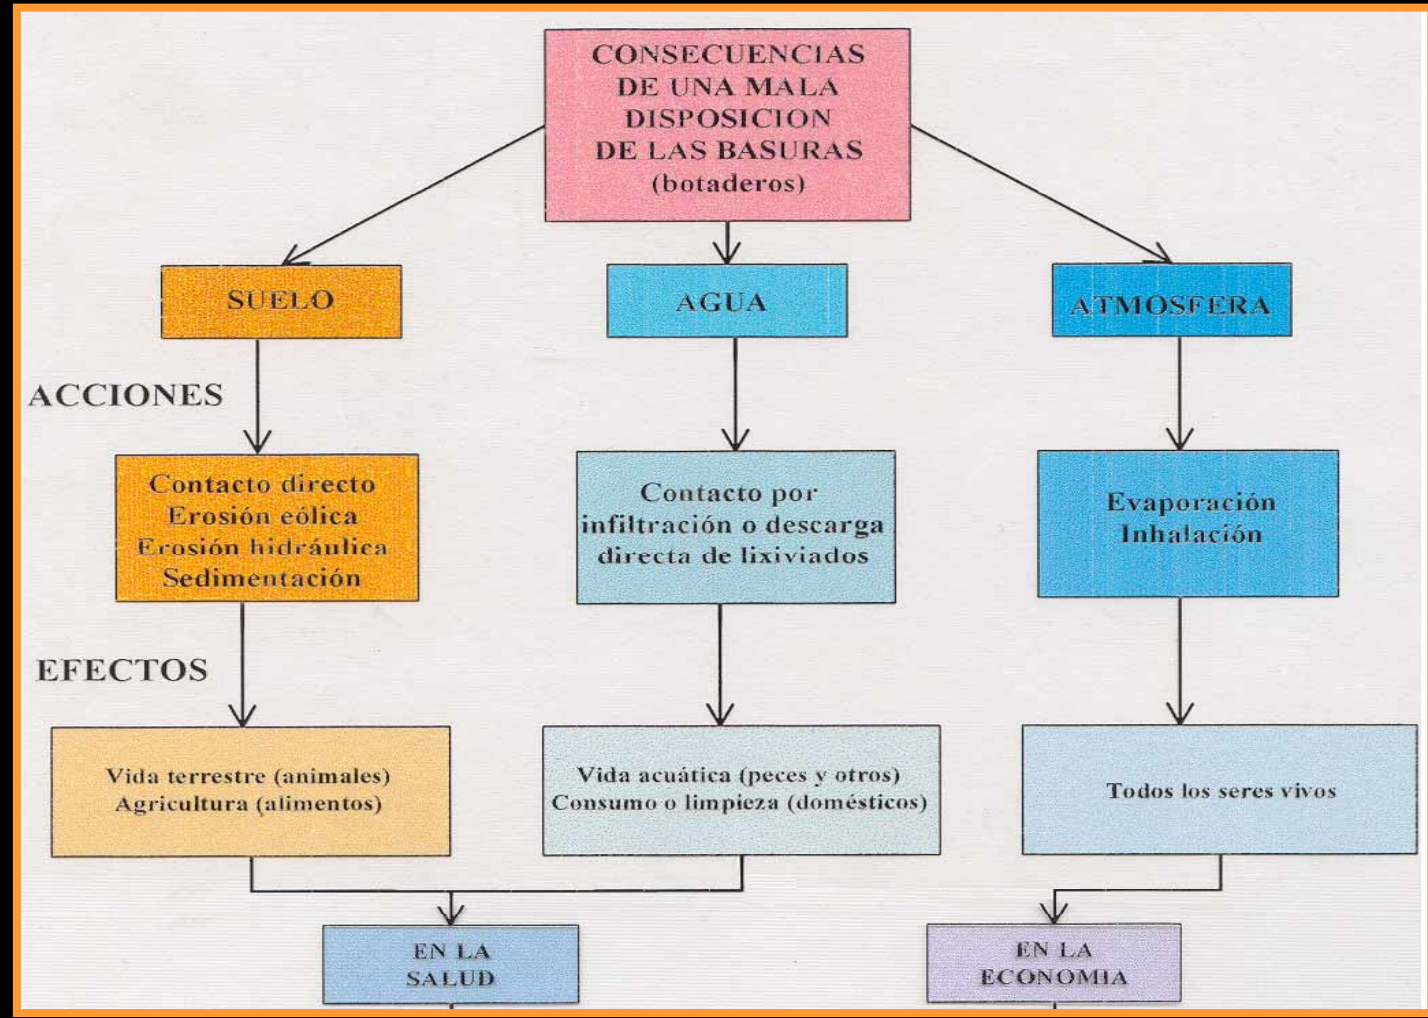 CONSECUENCIAS
DE UNA MALA
DISPOSICION
DE LAS BASURAS
(botaderos)
SUELO
AGUA
ATMOSFERA
ACCIONES
Contacto directo
Erosión eólica
Erosión hidráulica
Sedimentación
Contacto por
infiltración o descarga
directa de lixiviados
Evaporación
Inhalación
EFECTOS
Vida terrestre (animales)
Agricultura (alimentos)
Vida acuática (peces y otros)
Consumo o limpieza (domésticos)
Todos los seres vivos
EN LA
SALUD
EN LA
ECONOMIA